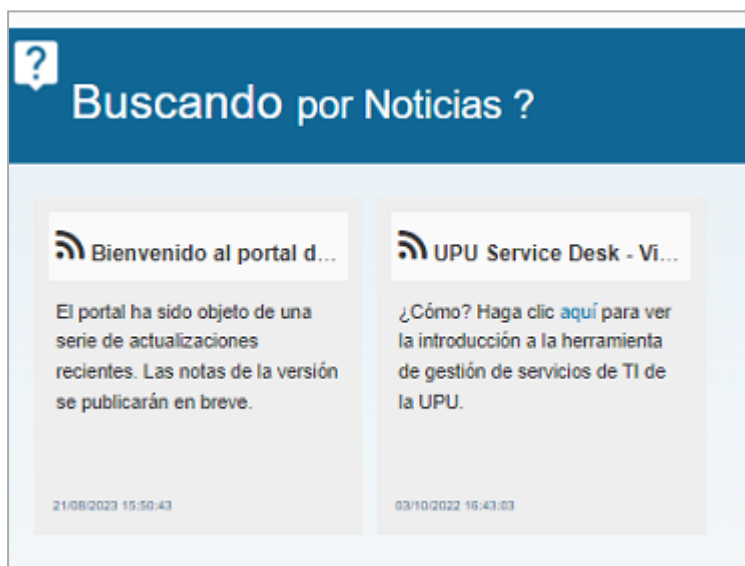 ?
Buscando por Noticias ?
Bienvenido al portal d...
El portal ha sido objeto de una
serie de actualizaciones
recientes. Las notas de la versión
se publicarán en breve.
21/08/2023 15:50:43
UPU Service Desk - Vi...
¿Cómo? Haga clic aquí para ver
la introducción a la herramienta
de gestión de servicios de TI de
la UPU.
03/10/2022 16:43:03